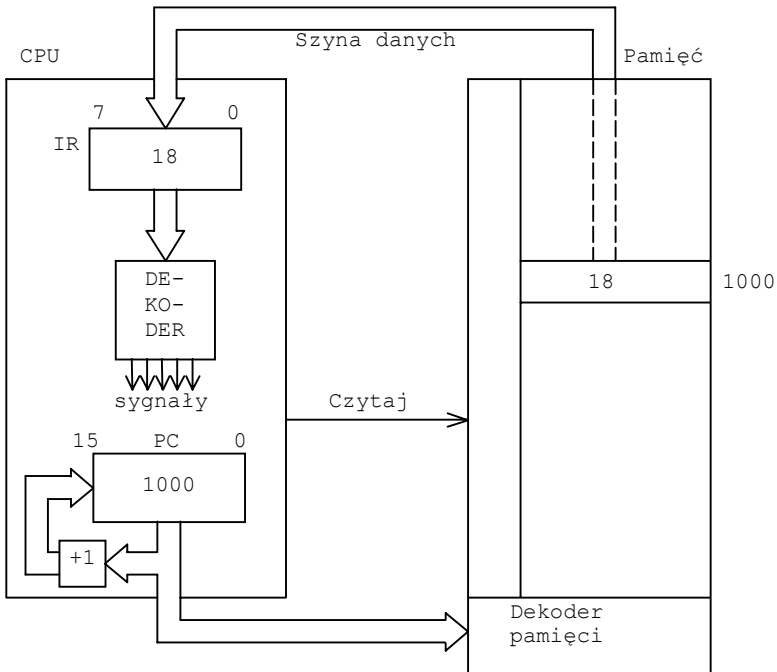 Szyna danych
CPU
Pamięć
7 0
IR
18
DE-
KO-
DER
18 1000
sygnały
Czytaj
15 PC 0
1000
+1
Dekoder
pamięci